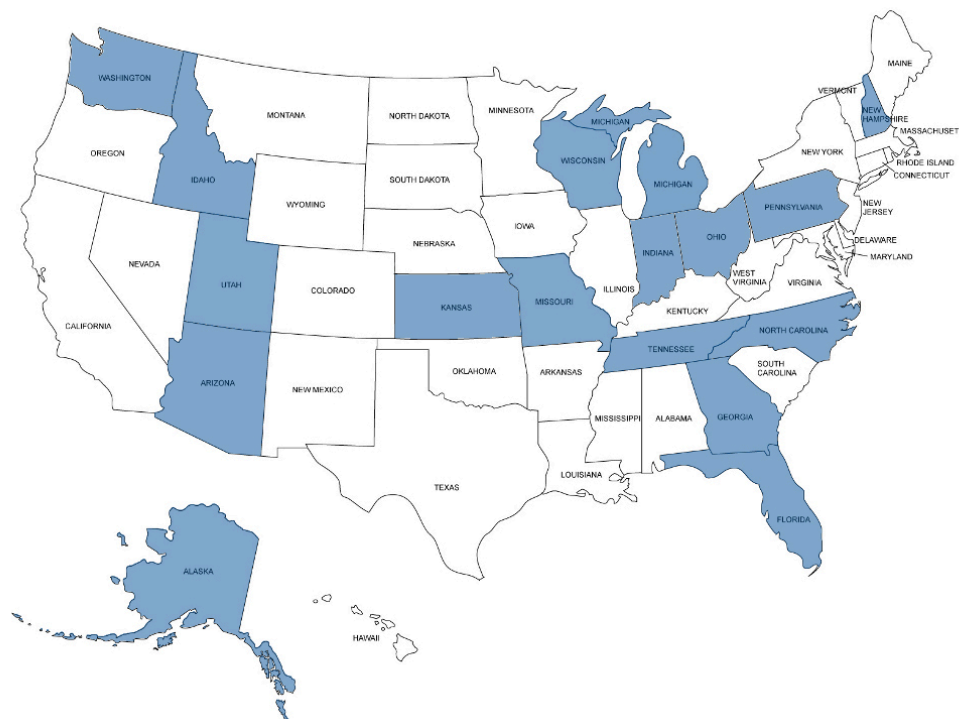 MAINE
WASHINGTON
VERMONT
MONTANA
NORTH DAKOTA
MINNESOTA
NEW
HAMPSHIRE
MICHIGAN
MASSACHUSET
OREGON
NEW YORK
WISCONSIN
RHODE ISLAND
CONNECTICUT
IDAHO
SOUTH DAKOTA
MICHIGAN
WYOMING
PENNSYLVANIA
NEW
JERSEY
IOWA
NEBRASKA
OHIO
DELAWARE
INDIANA
MARYLAND
NEVADA
WEST
VIRGINIA
UTAH
COLORADO
ILLINOIS
VIRGINIA
KANSAS
MISSOURI
KENTUCKY
CALIFORNIA
NORTH CAROLINA
TENNESSEE
SOUTH
CAROLINA
OKLAHOMA
ARKANSAS
ARIZONA
NEW MEXICO
MISSISSIPPI
ALABAMA
GEORGIA
LOUISIANA
TEXAS
FLORIDA
ALASKA
HAWAII